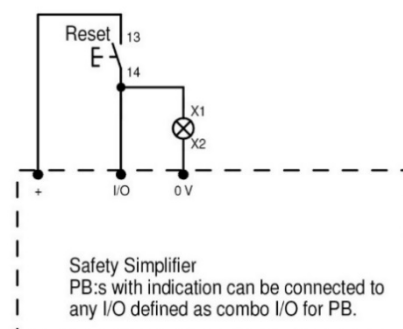 Reset 13
14
X1
X2
+ I/O 0 V
Safety Simplifier
PB:s with indication can be connected to
any I/O defined as combo I/O for PB.